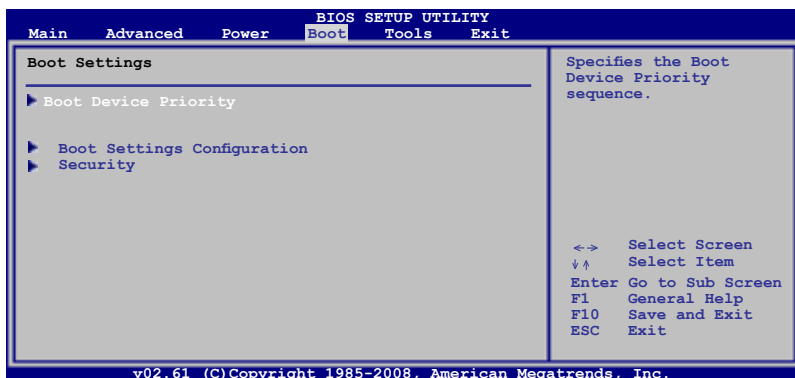 BIOS SETUP UTILITY
Main Advanced Power Boot Tools Exit
Boot Settings
Boot Device Priority
Boot Settings Configuration
Security
Specifies the Boot
Device Priority
sequence.
←→ Select Screen
↓↑ Select Item
Enter Go to Sub Screen
F1 General Help
F10 Save and Exit
ESC Exit
v02.61 (C)Copyright 1985-2008, American Megatrends, Inc.